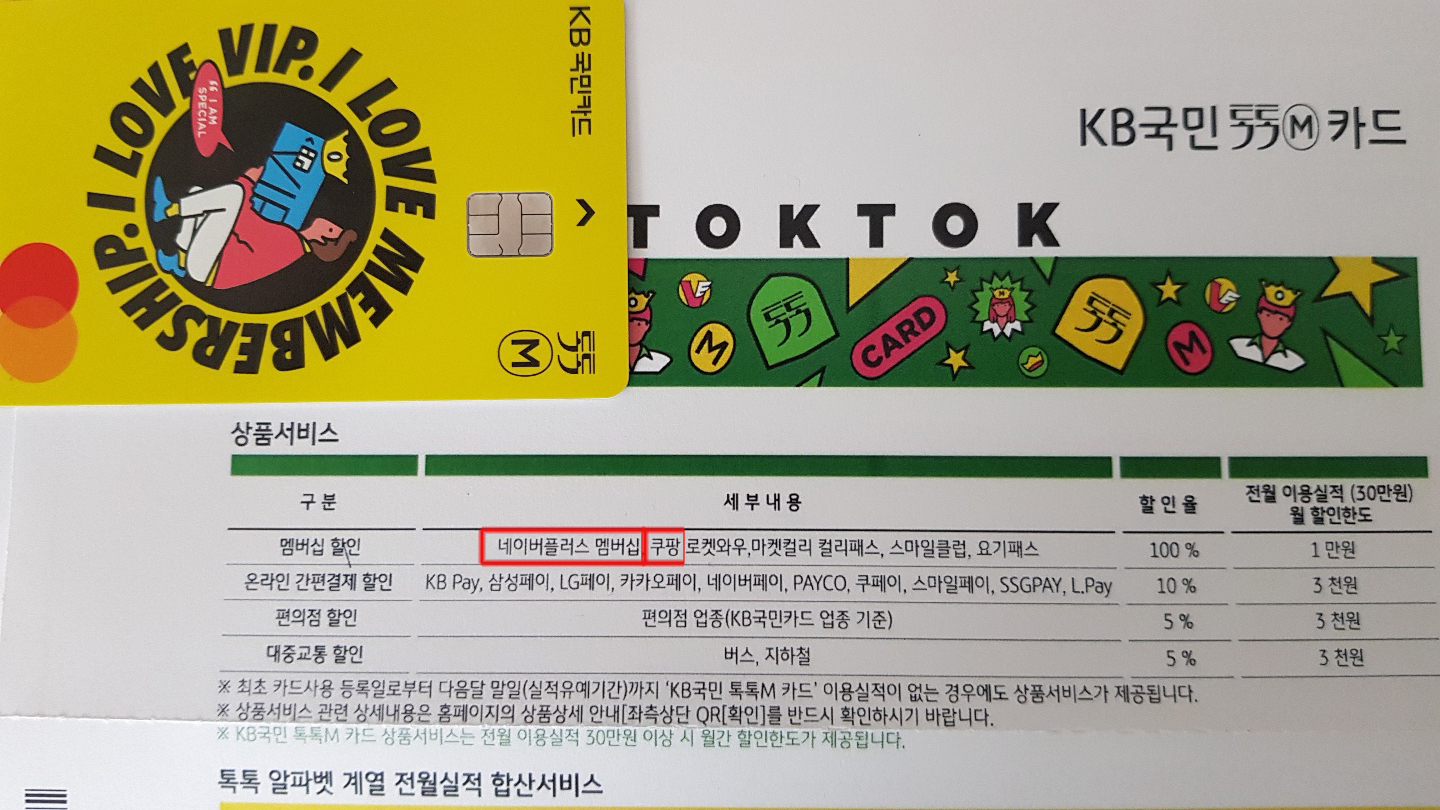 I LOVE VIP. I LOVE MEMBERSHIP.
“ I AM SPECIAL
KB 국민카드
톡톡 M
KB국민 톡톡 M 카드
TOKTOK
LE M 톡톡 CARD M 톡톡 M LE
상품서비스
구 분 세 부 내 용 할 인 율 전월 이용실적 (30만원)
월 할인한도
멤버십 할인 네이버플러스 멤버십, 쿠팡 로켓와우,마켓컬리 컬리패스, 스마일클럽, 요기패스 100 % 1 만원
온라인 간편결제 할인 KB Pay, 삼성페이, LG페이, 카카오페이, 네이버페이, PAYCO, 쿠페이, 스마일페이, SSGPAY, L.Pay 10 % 3 천원
편의점 할인 편의점 업종(KB국민카드 업종 기준) 5 % 3 천원
대중교통 할인 버스, 지하철 5 % 3 천원
※ 최초 카드사용 등록일로부터 다음달 말일(실적유예기간)까지 ‘KB국민 톡톡M 카드’ 이용실적이 없는 경우에도 상품서비스가 제공됩니다.
※ 상품서비스 관련 상세내용은 홈페이지의 상품상세 안내[좌측상단 QR[확인]를 반드시 확인하시기 바랍니다.
※ KB국민 톡톡M 카드 상품서비스는 전월 이용실적 30만원 이상 시 월간 할인한도가 제공됩니다.
톡톡 알파벳 계열 전월실적 합산서비스